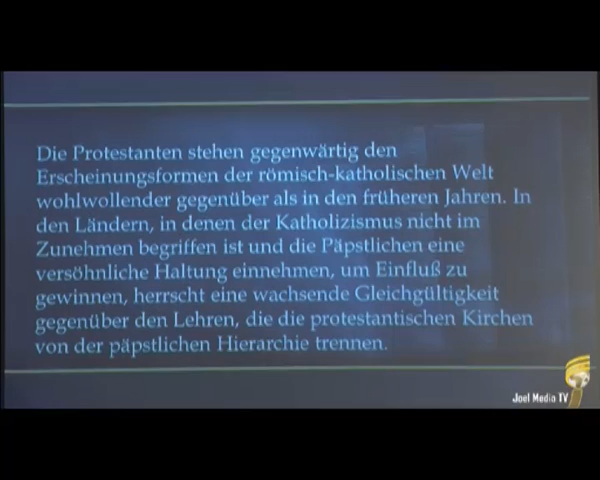 Die Protestanten stehen gegenwärtig den
Erscheinungsformen der römisch-katholischen Welt
wohlwollender gegenüber als in den früheren Jahren. In
den Ländern, in denen der Katholizismus nicht im
Zunehmen begriffen ist und die Päpstlichen eine
versöhnliche Haltung einnehmen, um Einfluß zu
gewinnen, herrscht eine wachsende Gleichgültigkeit
gegenüber den Lehren, die die protestantischen Kirchen
von der päpstlichen Hierarchie trennen.
Joel Media TV